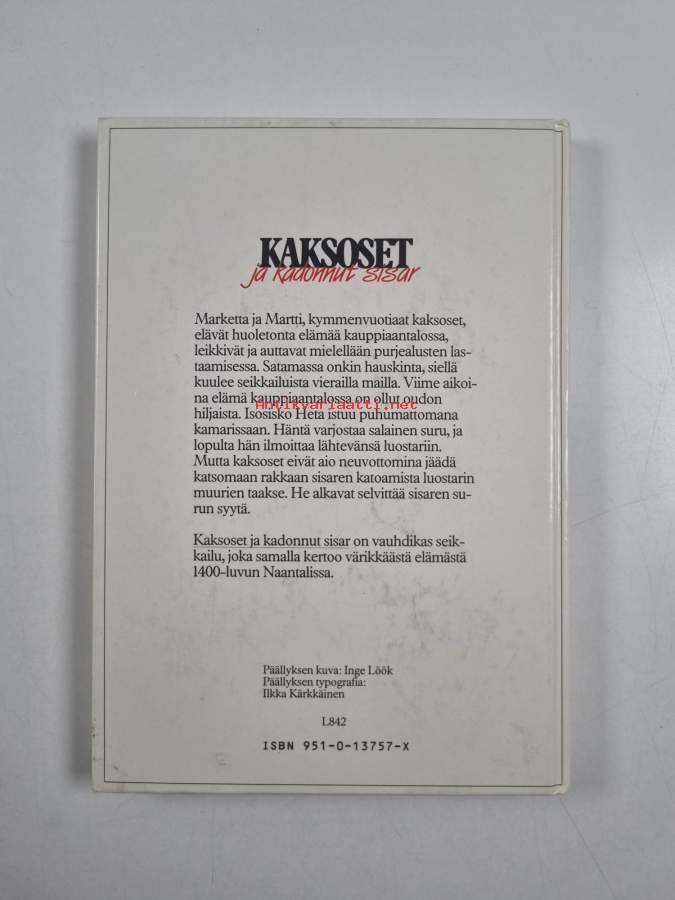 KAKSOSET
ja kadonnut sisar
Marketta ja Martti, kymmenvuotiaat kaksoset,
elävät huoletonta elämää kauppiaantalossa,
leikkivät ja auttavat mielellään purjealusten las-
taamisessa. Satamassa onkin hauskinta, siellä
kuulee seikkailuista vierailla mailla. Viime aikoi-
na elämä kauppiaantalossa on ollut oudon
Antikvariaatti.net
hiljaista. Isosisko Heta istuu puhumattomana
kamarissaan. Häntä varjostaa salainen suru, ja
lopulta hän ilmoittaa lähtevänsä luostariin.
Mutta kaksoset eivät aio neuvottomina jäädä
katsomaan rakkaan sisaren katoamista luostarin
muurien taakse. He alkavat selvittää sisaren su-
run syytä.
Kaksoset ja kadonnut sisar on vauhdikas seik-
kailu, joka samalla kertoo värikkäästä elämästä
1400-luvun Naantalissa.
Päällyksen kuva: Inge Löök
Päällyksen typografia:
Ilkka Kärkkäinen
L842
ISBN 951-0-13757-X